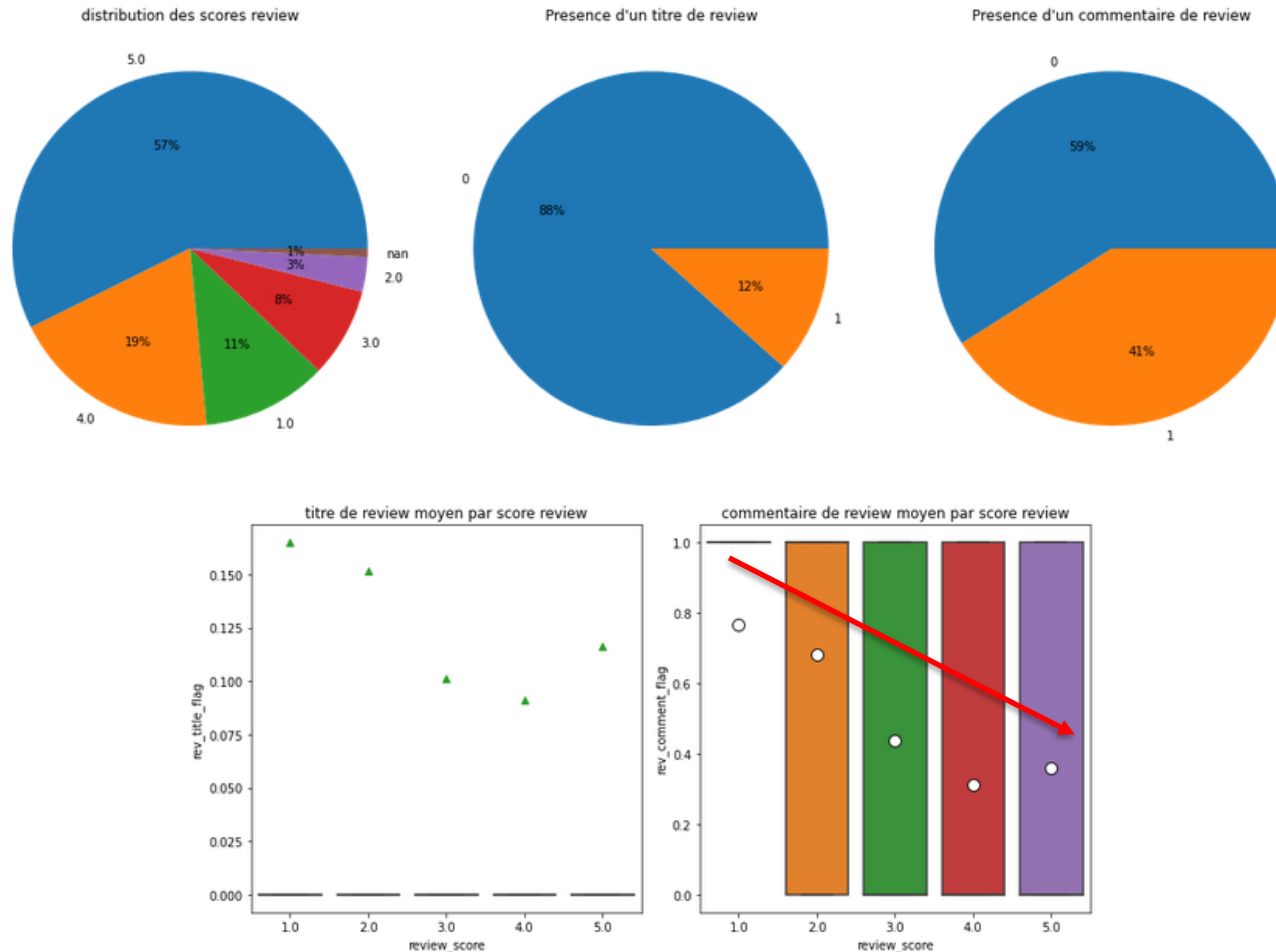 distribution des scores review
5.0
57%
nan
1%
3%
2.0
8%
3.0
19%
11%
4.0
1.0
Presence d'un titre de review
0
88%
12%
1
Presence d'un commentaire de review
0
59%
41%
1
titre de review moyen par score review
rev_title_flag
0.150
0.125
0.100
0.075
0.050
0.025
0.000
1.0 2.0 3.0 4.0 5.0
review_score
commentaire de review moyen par score review
rev_comment_flag
1.0
0.8
0.6
0.4
0.2
0.0
1.0 2.0 3.0 4.0 5.0
review_score